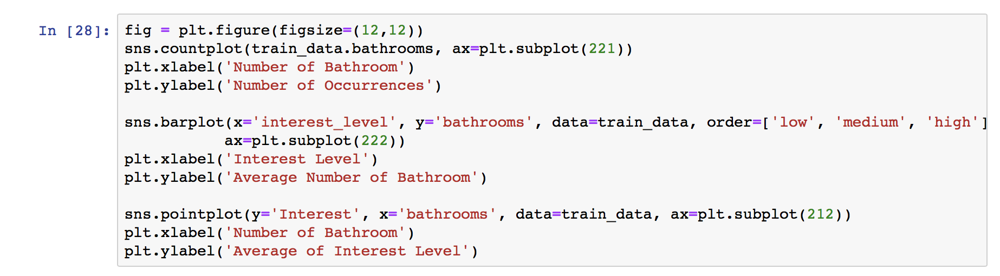 In [28]: fig = plt.figure(figsize=(12,12))
sns.countplot(train_data.bathrooms, ax=plt.subplot(221))
plt.xlabel('Number of Bathroom')
plt.ylabel('Number of Occurrences')

sns.barplot(x='interest_level', y='bathrooms', data=train_data, order=['low', 'medium', 'high']
           ax=plt.subplot(222))
plt.xlabel('Interest Level')
plt.ylabel('Average Number of Bathroom')

sns.pointplot(y='Interest', x='bathrooms', data=train_data, ax=plt.subplot(212))
plt.xlabel('Number of Bathroom')
plt.ylabel('Average of Interest Level')